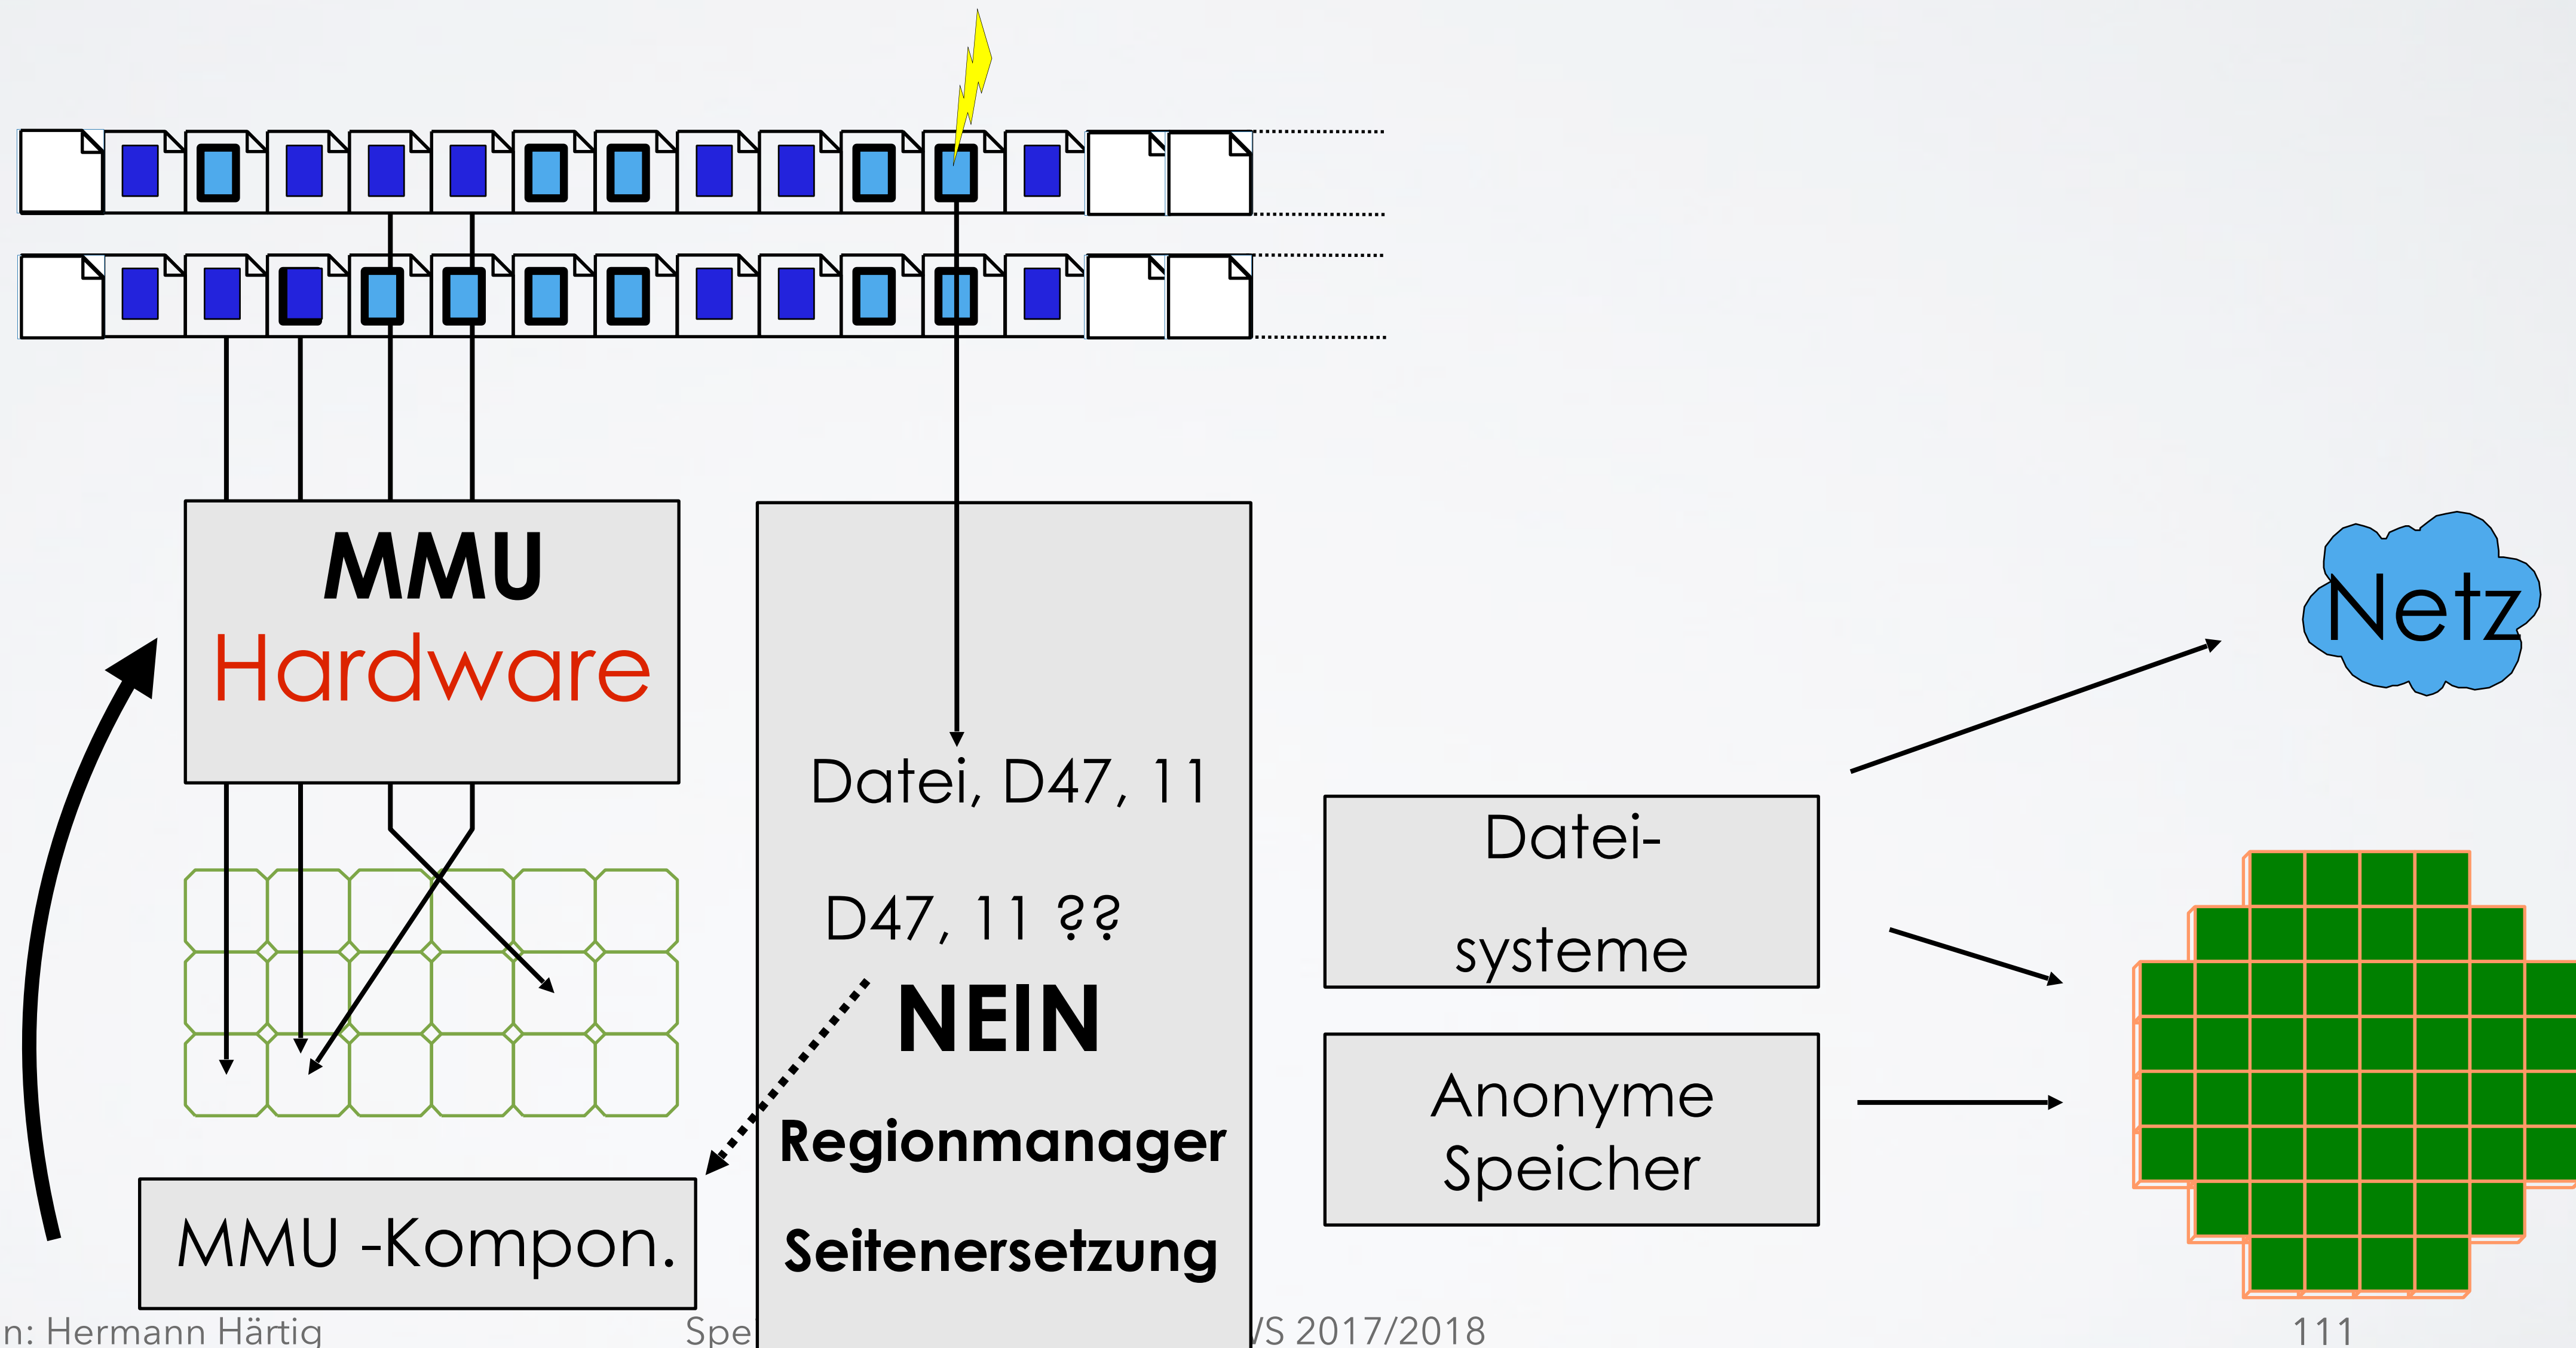 MMU
Hardware
Datei, D47, 11
D47, 11 ??
NEIN
Regionmanager
Seitenersetzung
MMU -Kompon.
Datei-
systeme
Anonyme
Speicher
Netz
n: Hermann Härtig
Spe
WS 2017/2018
111